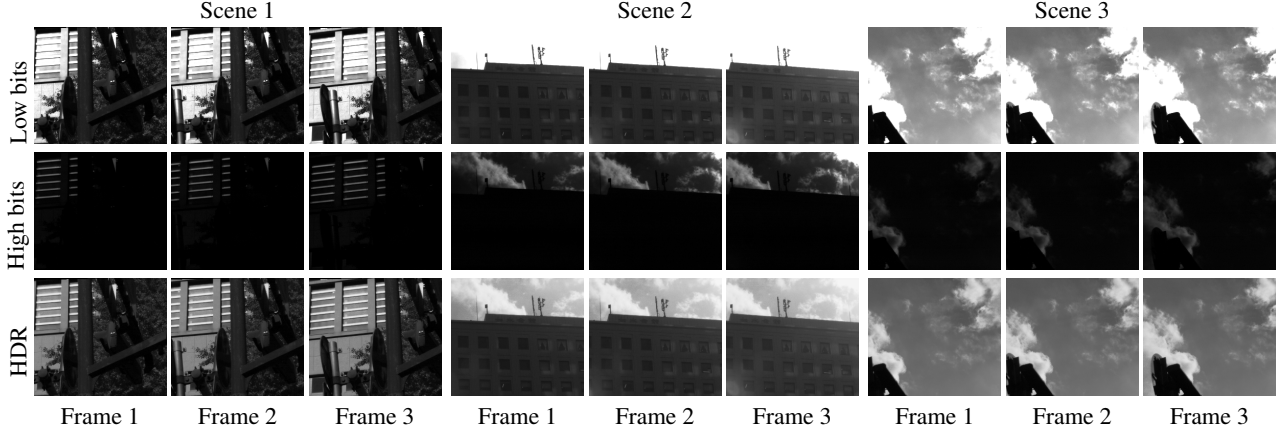 Scene 1 Scene 2 Scene 3
Low bits
High bits
HDR
Frame 1 Frame 2 Frame 3 Frame 1 Frame 2 Frame 3 Frame 1 Frame 2 Frame 3